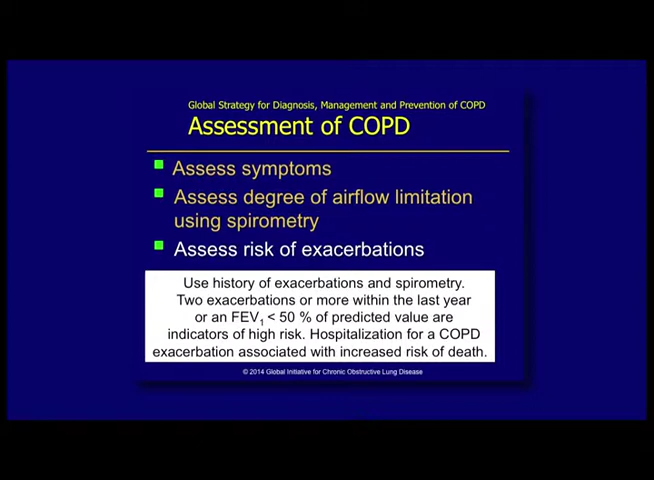 Global Strategy for Diagnosis, Management and Prevention of COPD
Assessment of COPD
Assess symptoms
Assess degree of airflow limitation
using spirometry
Assess risk of exacerbations
Use history of exacerbations and spirometry.
Two exacerbations or more within the last year
or an FEV1 < 50 % of predicted value are
indicators of high risk. Hospitalization for a COPD
exacerbation associated with increased risk of death.
© 2014 Global Initiative for Chronic Obstructive Lung Disease